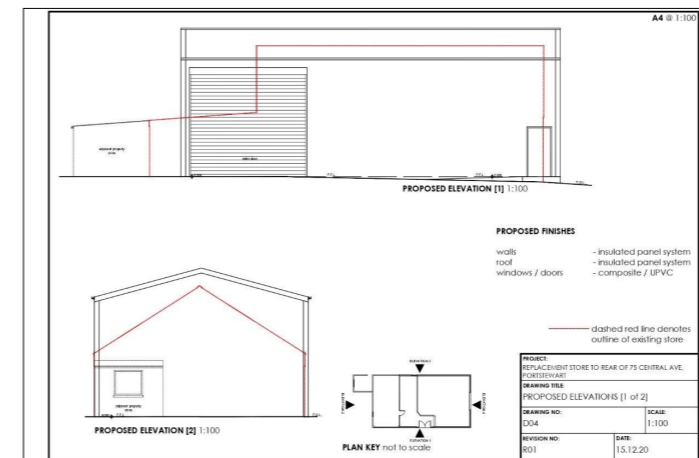 A4 @ 1:100
PROPOSED ELEVATION [1] 1:100
PROPOSED FINISHES
walls - insulated panel system
roof - insulated panel system
windows / doors - composite / UPVC
dashed red line denotes
outline of existing store
PROPOSED ELEVATION [2] 1:100
PLAN KEY not to scale
PROJECT:
REPLACEMENT STORE TO REAR OF 75 CENTRAL AVE,
PORTSTEWART
DRAWING TITLE:
PROPOSED ELEVATIONS [1 of 2]
DRAWING NO:
D04
SCALE:
1:100
REVISION NO:
R01
DATE:
15.12.20